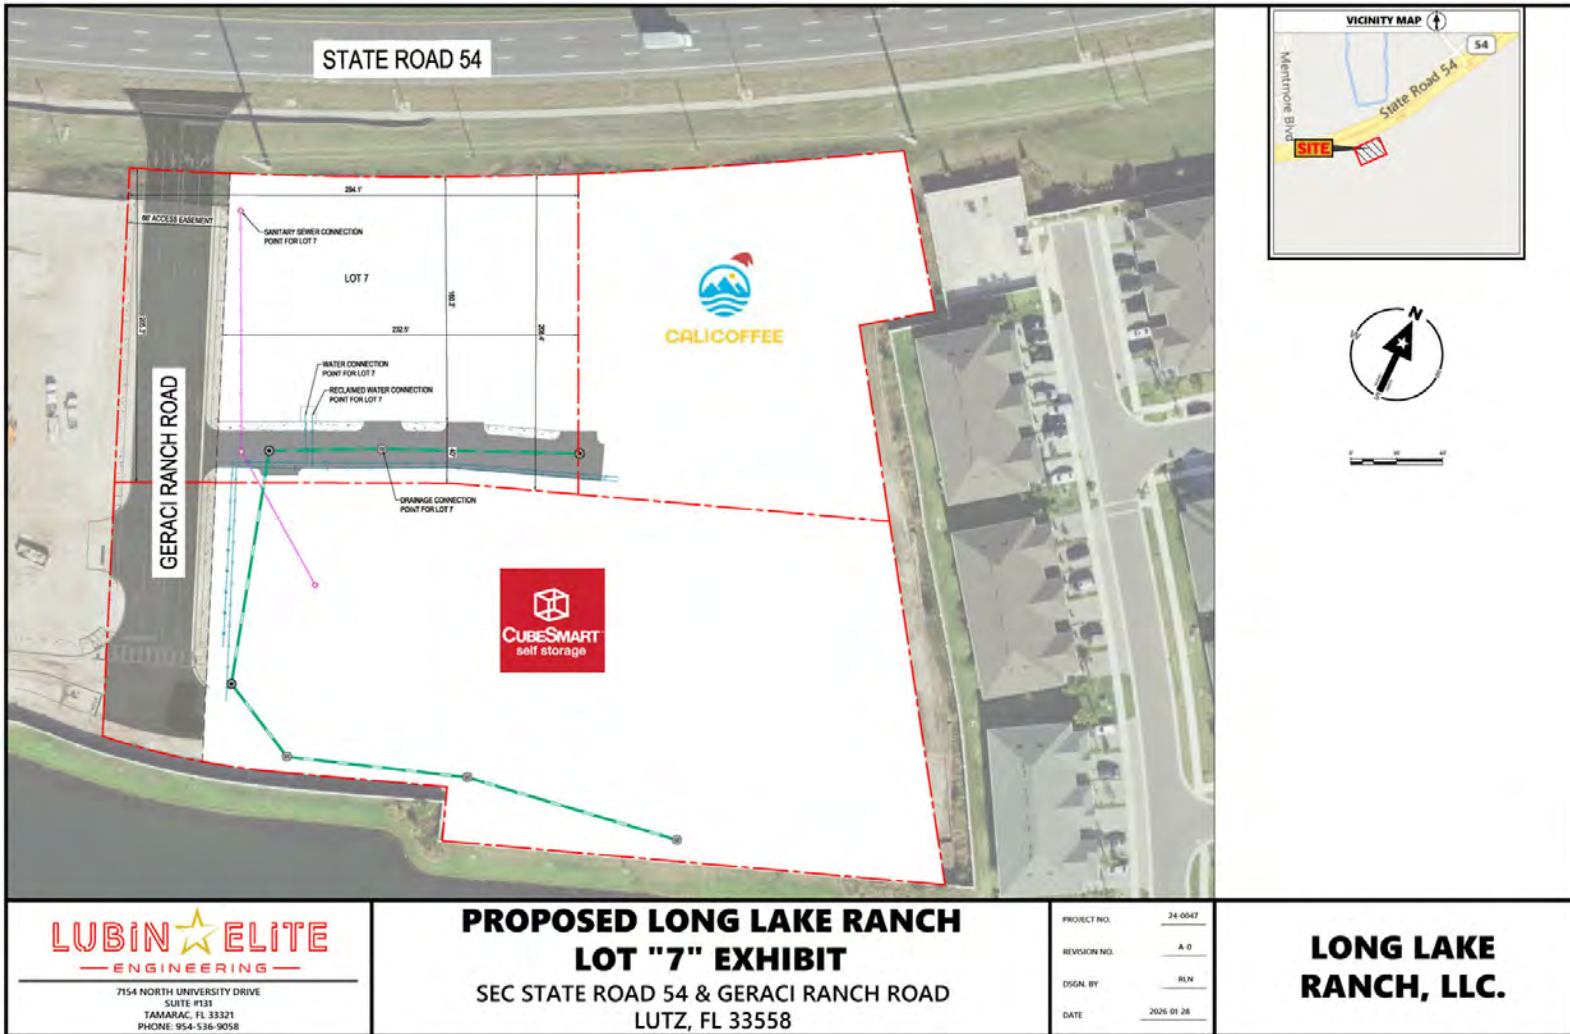 STATE ROAD 54
294.1'
66' ACCESS EASEMENT
SANITARY SEWER CONNECTION
POINT FOR LOT 7
LOT 7
232.5'
WATER CONNECTION
POINT FOR LOT 7
RECLAIMED WATER CONNECTION
POINT FOR LOT 7
DRAINAGE CONNECTION
POINT FOR LOT 7
GERACI RANCH ROAD
CALICOFFEE
CUBESMART
self storage
VICINITY MAP
54
State Road 54
Mentmore Blvd
SITE
N
LUBIN ELITE
ENGINEERING
7154 NORTH UNIVERSITY DRIVE
SUITE #131
TAMARAC, FL 33321
PHONE: 954-536-9058
PROPOSED LONG LAKE RANCH
LOT "7" EXHIBIT
SEC STATE ROAD 54 & GERACI RANCH ROAD
LUTZ, FL 33558
PROJECT NO. 24-0047
REVISION NO. A-0
DSGN. BY RLN
DATE 2026-01-28
LONG LAKE
RANCH, LLC.